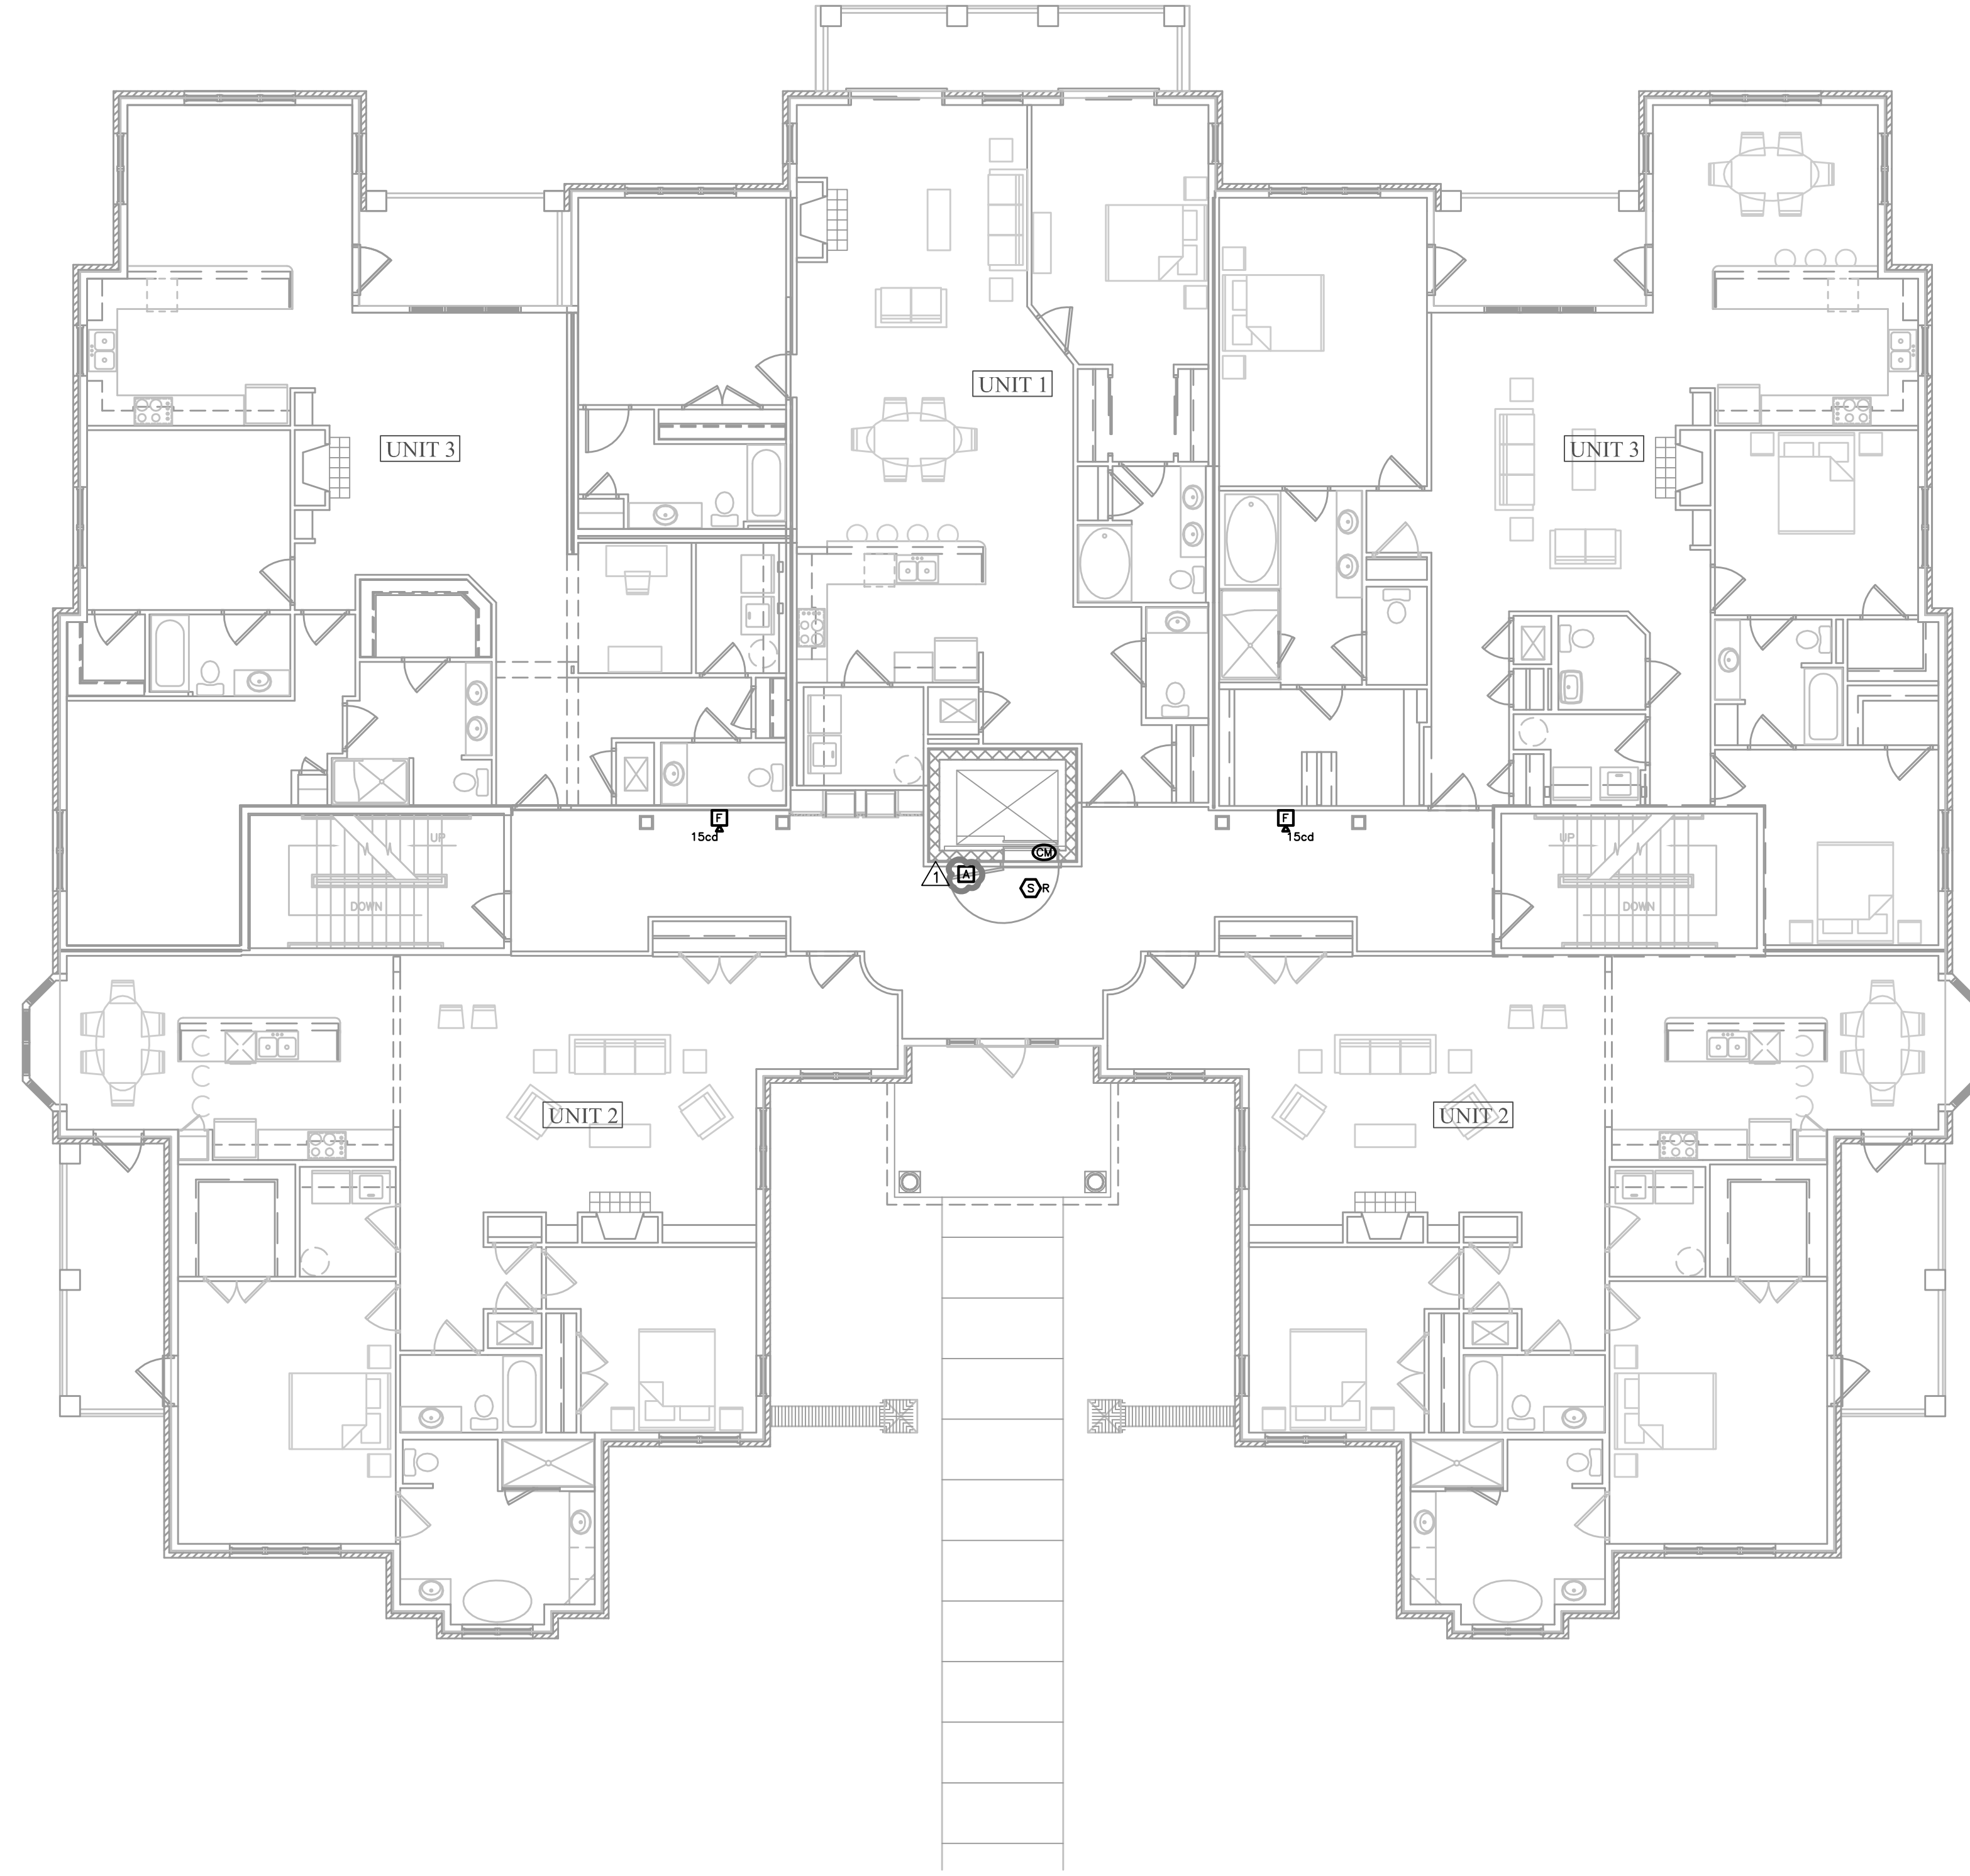 UNIT 1
UNIT 3
UNIT 3
F
15cd
F
15cd
UP
UP
CM
1
A
S R
DOWN
DOWN
UNIT 2
UNIT 2